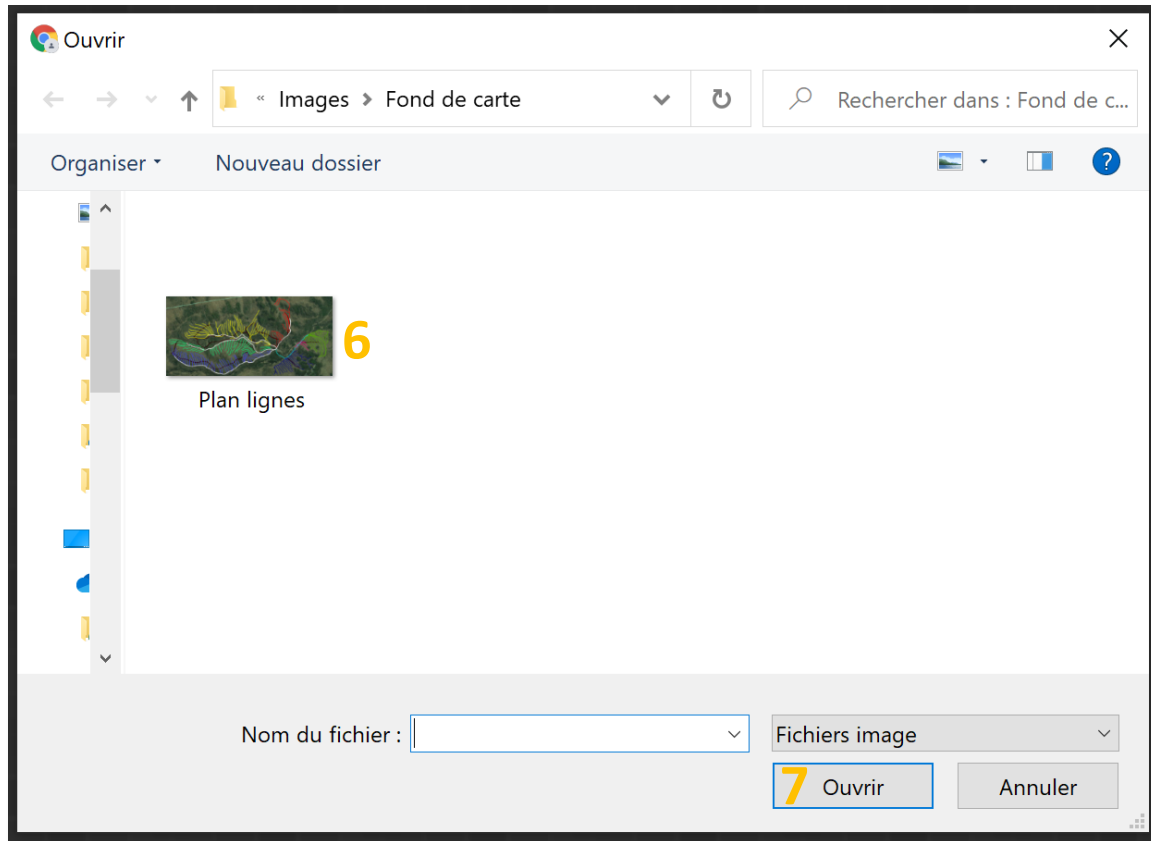 Ouvrir
« Images > Fond de carte
Rechercher dans : Fond de c...
Organiser
Nouveau dossier
?
6
Plan lignes
Nom du fichier :
Fichiers image
7 Ouvrir
Annuler